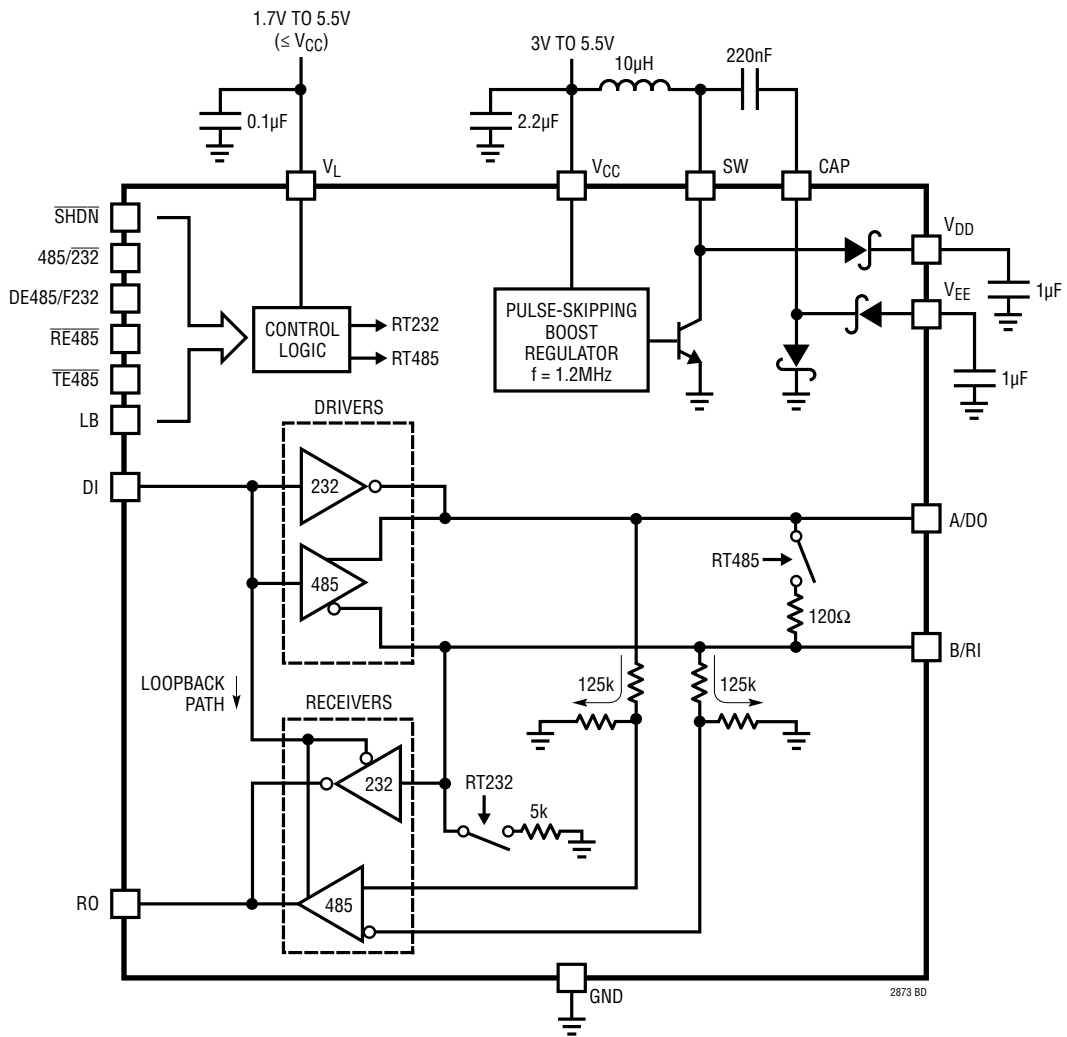 1.7V TO 5.5V
(≤ VCC)
3V TO 5.5V
10µH
220nF
0.1µF
2.2µF
VL
VCC
SW
CAP
SHDN
485/232
DE485/F232
RE485
TE485
LB
DI
RO
CONTROL
LOGIC
RT232
RT485
PULSE-SKIPPING
BOOST
REGULATOR
f = 1.2MHz
VDD
1µF
VEE
1µF
DRIVERS
232
485
A/DO
RT485
120Ω
B/RI
LOOPBACK
PATH
125k
125k
RECEIVERS
232
RT232
5k
485
GND
2873 BD